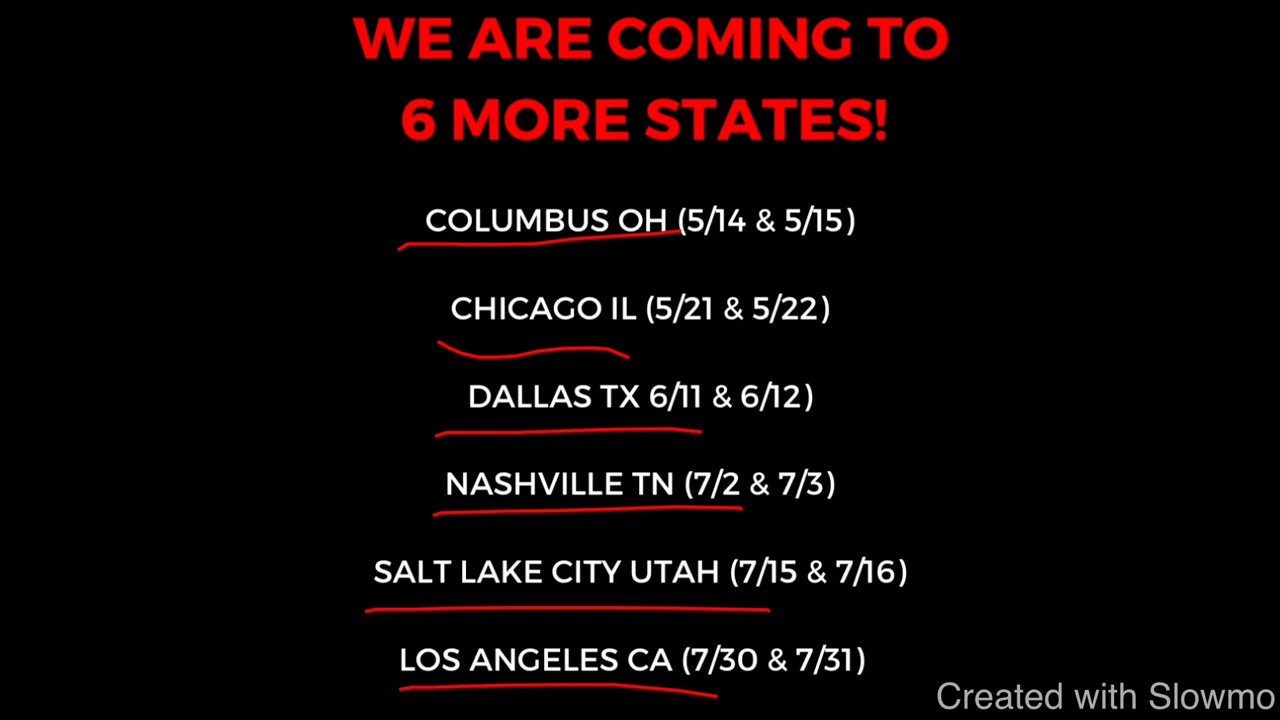 WE ARE COMING TO
6 MORE STATES!
COLUMBUS OH (5/14 & 5/15)
CHICAGO IL (5/21 & 5/22)
DALLAS TX 6/11 & 6/12)
NASHVILLE TN (7/2 & 7/3)
SALT LAKE CITY UTAH (7/15 & 7/16)
LOS ANGELES CA (7/30 & 7/31)
Created with Slowmo